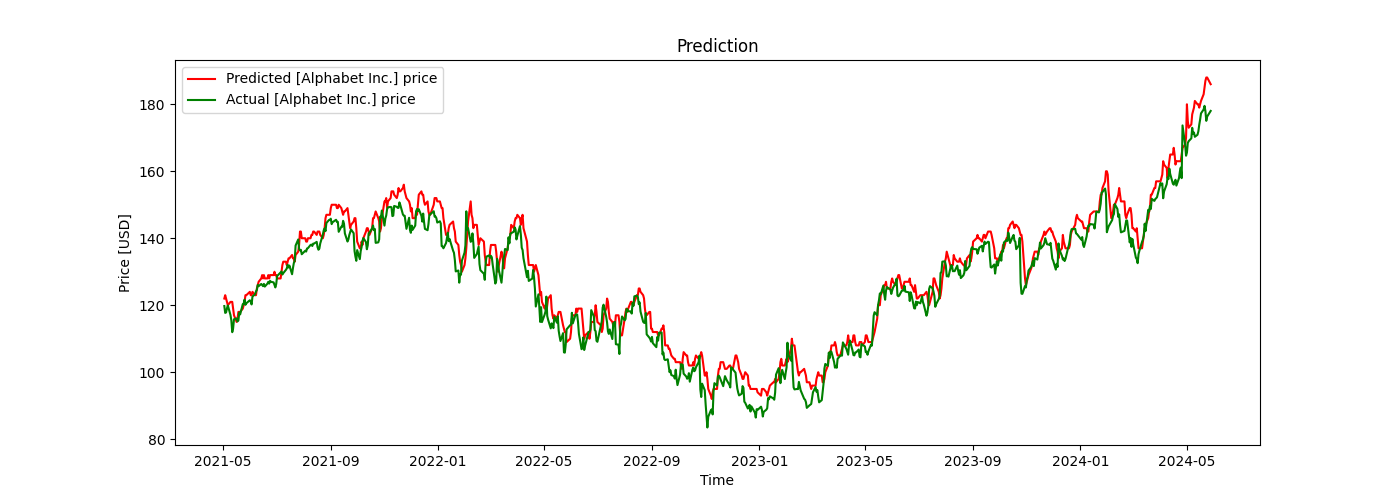 Prediction
Predicted [Alphabet Inc.] price
Actual [Alphabet Inc.] price
Price [USD]
180
160
140
120
100
80
2021-05 2021-09 2022-01 2022-05 2022-09 2023-01 2023-05 2023-09 2024-01 2024-05
Time